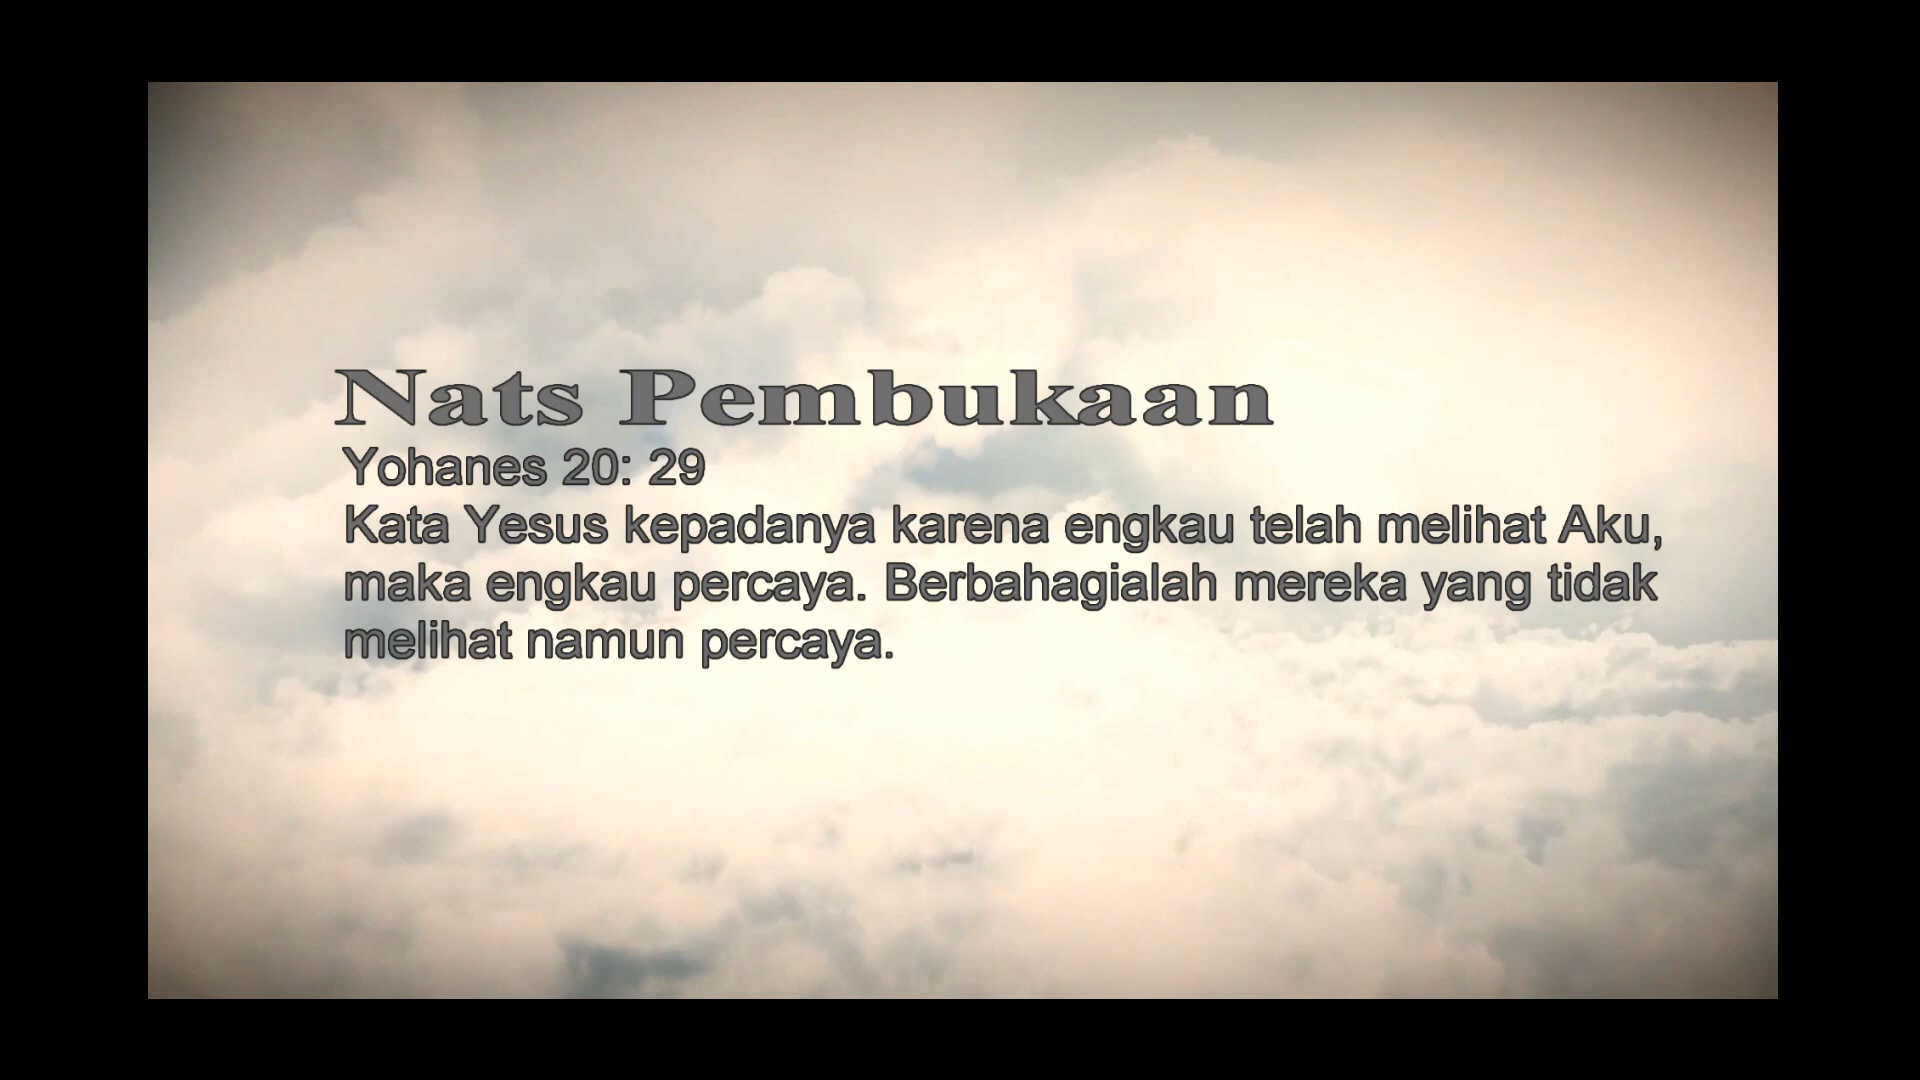 Nats Pembukaan
Yohanes 20: 29
Kata Yesus kepadanya karena engkau telah melihat Aku,
maka engkau percaya. Berbahagialah mereka yang tidak
melihat namun percaya.